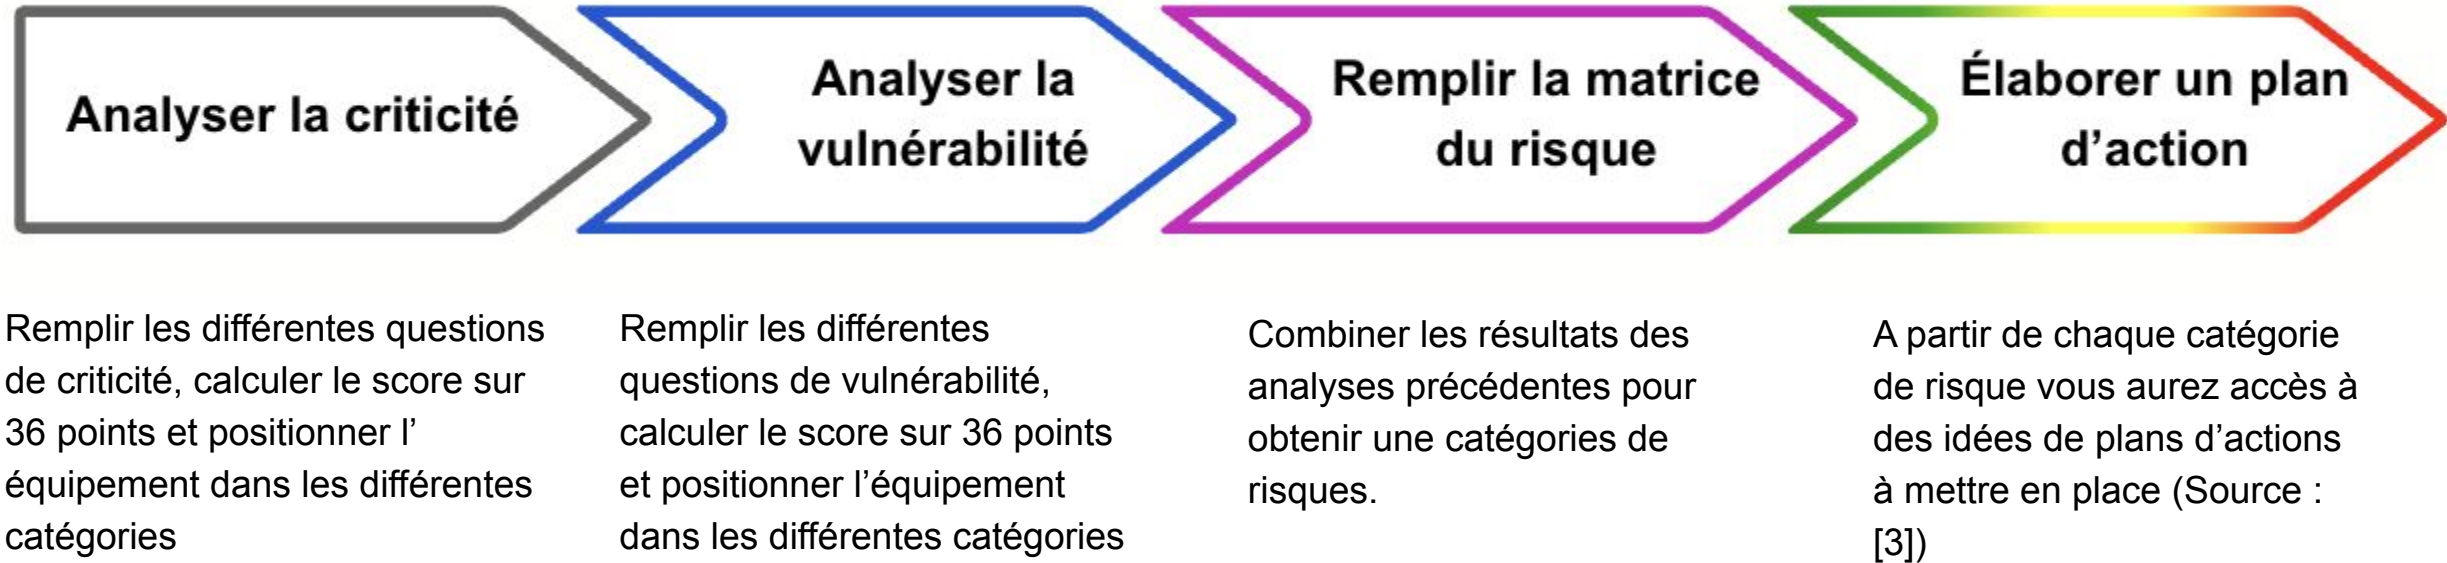 Analyser la criticité
Analyser la
vulnérabilité
Remplir la matrice
du risque
Élaborer un plan
d’action
Remplir les différentes questions
de criticité, calculer le score sur
36 points et positionner l’
équipement dans les différentes
catégories
Remplir les différentes
questions de vulnérabilité,
calculer le score sur 36 points
et positionner l’équipement
dans les différentes catégories
Combiner les résultats des
analyses précédentes pour
obtenir une catégories de
risques.
A partir de chaque catégorie
de risque vous aurez accès à
des idées de plans d’actions
à mettre en place (Source :
[3])